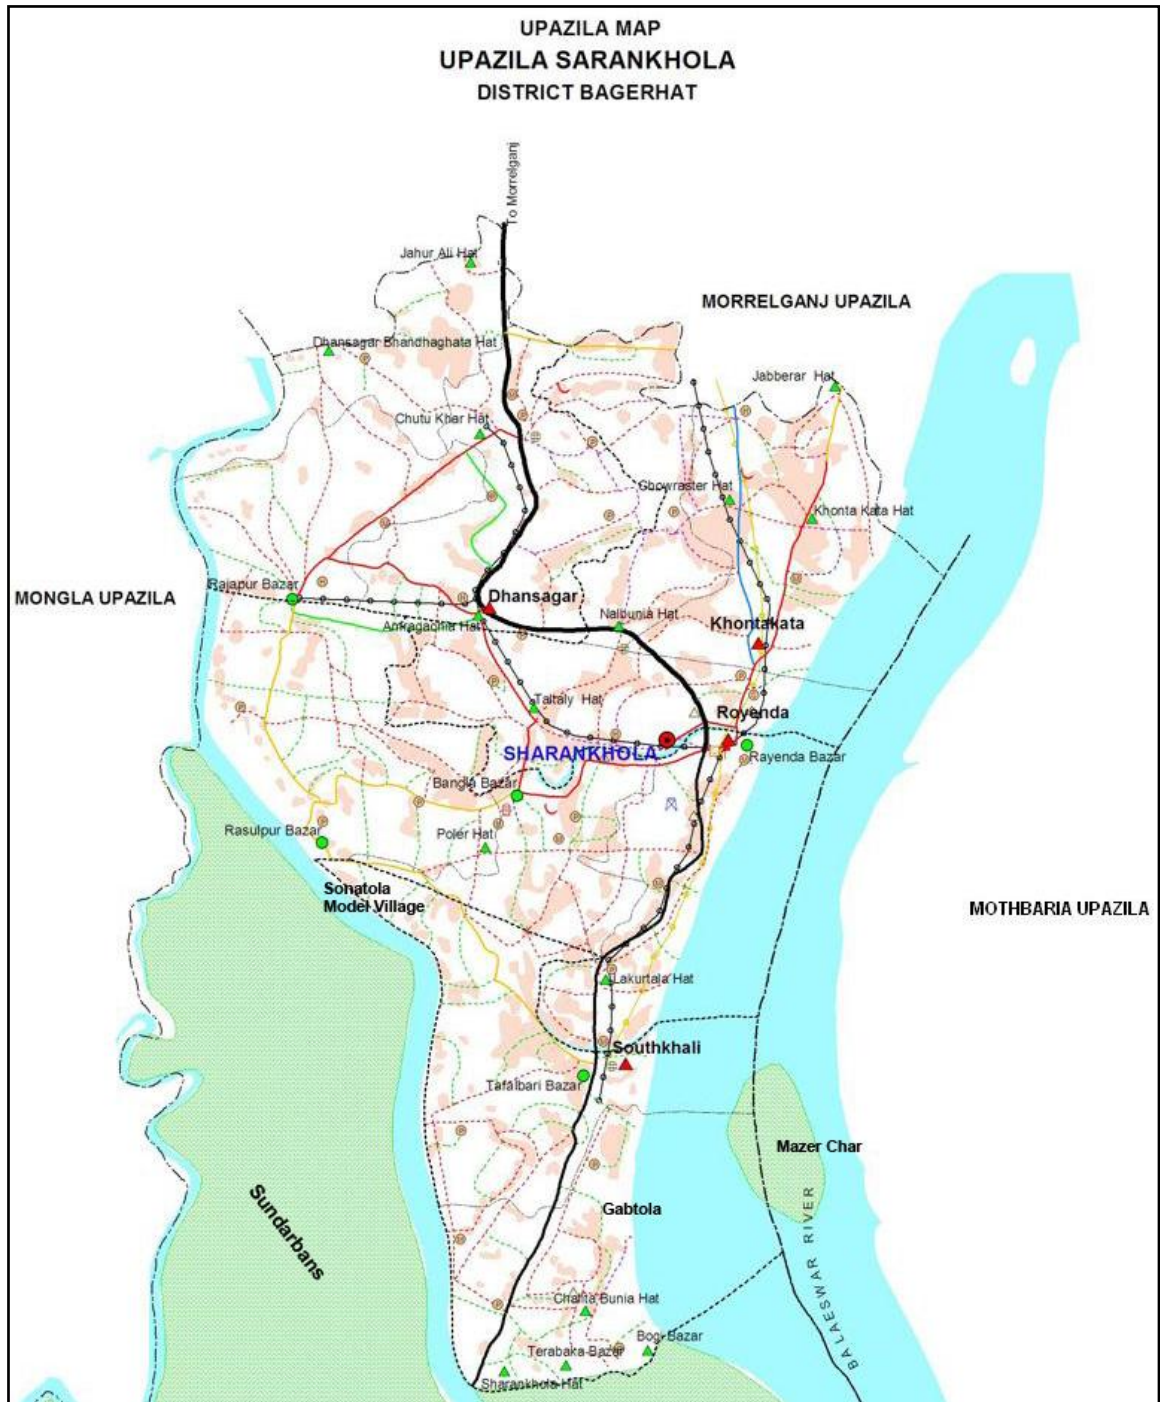 UPAZILA MAP
UPAZILA SARANKHOLA
DISTRICT BAGERHAT
To Morrelganj
Jahur Ali Hat
MORRELGANJ UPAZILA
Dhansagar Bhandhaghata Hat
Jabberar Hat
Chutu Khar Hat
Ghowraster Hat
Khonta Kata Hat
Rajapur Bazar
MONGLA UPAZILA
Dhansagar
Nalbunia Hat
Khontakata
Amragachia Hat
Taltaly Hat
Royenda
SHARANKHOLA
Rayenda Bazar
Bangla Bazar
Rasulpur Bazar
Poler Hat
Sonatola
Model Village
MOTHBARIA UPAZILA
Lakurtala Hat
Southkhali
Tafalbari Bazar
Mazer Char
Sundarbans
Gabtola
BALAESWAR RIVER
Chalita Bunia Hat
Bogi Bazar
Terabaka Bazar
Sharankhola Hat